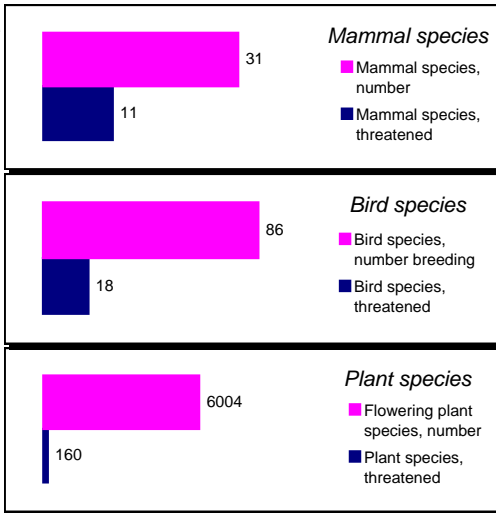 Mammal species
31
Mammal species,
number
11
Mammal species,
threatened
Bird species
86
Bird species,
number breeding
18
Bird species,
threatened
Plant species
6004
Flowering plant
species, number
160
Plant species,
threatened